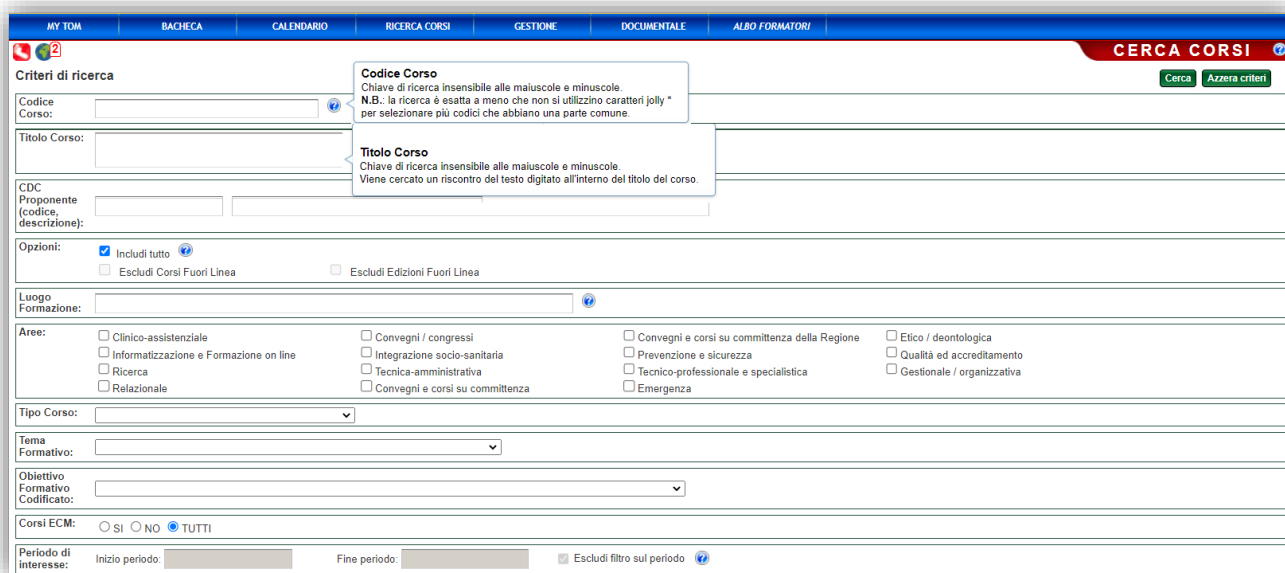 MY TOM BACHECA CALENDARIO RICERCA CORSI GESTIONE DOCUMENTALE ALBO FORMATORI
2
CERCA CORSI
Criteri di ricerca
Cerca Azzera criteri
Codice Corso
Chiave di ricerca insensibile alle maiuscole e minuscole.
N.B.: la ricerca è esatta a meno che non si utilizzino caratteri jolly *
per selezionare più codici che abbiano una parte comune.
Codice
Corso:
Titolo Corso:
Titolo Corso
Chiave di ricerca insensibile alle maiuscole e minuscole.
Viene cercato un riscontro del testo digitato all'interno del titolo del corso.
CDC
Proponente
(codice,
descrizione):
Opzioni:
Includi tutto
Escludi Corsi Fuori Linea Escludi Edizioni Fuori Linea
Luogo
Formazione:
Aree:
Clinico-assistenziale Convegni / congressi Convegni e corsi su committenza della Regione Etico / deontologica
Informatizzazione e Formazione on line Integrazione socio-sanitaria Prevenzione e sicurezza Qualità ed accreditamento
Ricerca Tecnica-amministrativa Tecnico-professionale e specialistica Gestionale / organizzativa
Relazionale Convegni e corsi su committenza Emergenza
Tipo Corso:
Tema
Formativo:
Obiettivo
Formativo
Codificato:
Corsi ECM: SI NO TUTTI
Periodo di
interesse:
Inizio periodo: Fine periodo: Escludi filtro sul periodo